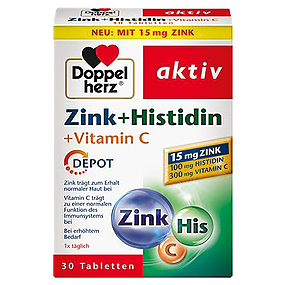 NEU: MIT 15 mg ZINK
Doppel
herz®
aktiv
Zink+Histidin
+Vitamin C
DEPOT
15 mg ZINK
100 mg HISTIDIN
300 mg VITAMIN C
Zink trägt zum Erhalt
normaler Haut bei
Vitamin C trägt
zu einer normalen
Funktion des
Immunsystems bei
Bei erhöhtem
Bedarf
1x täglich
Zink
His
C
30 Tabletten